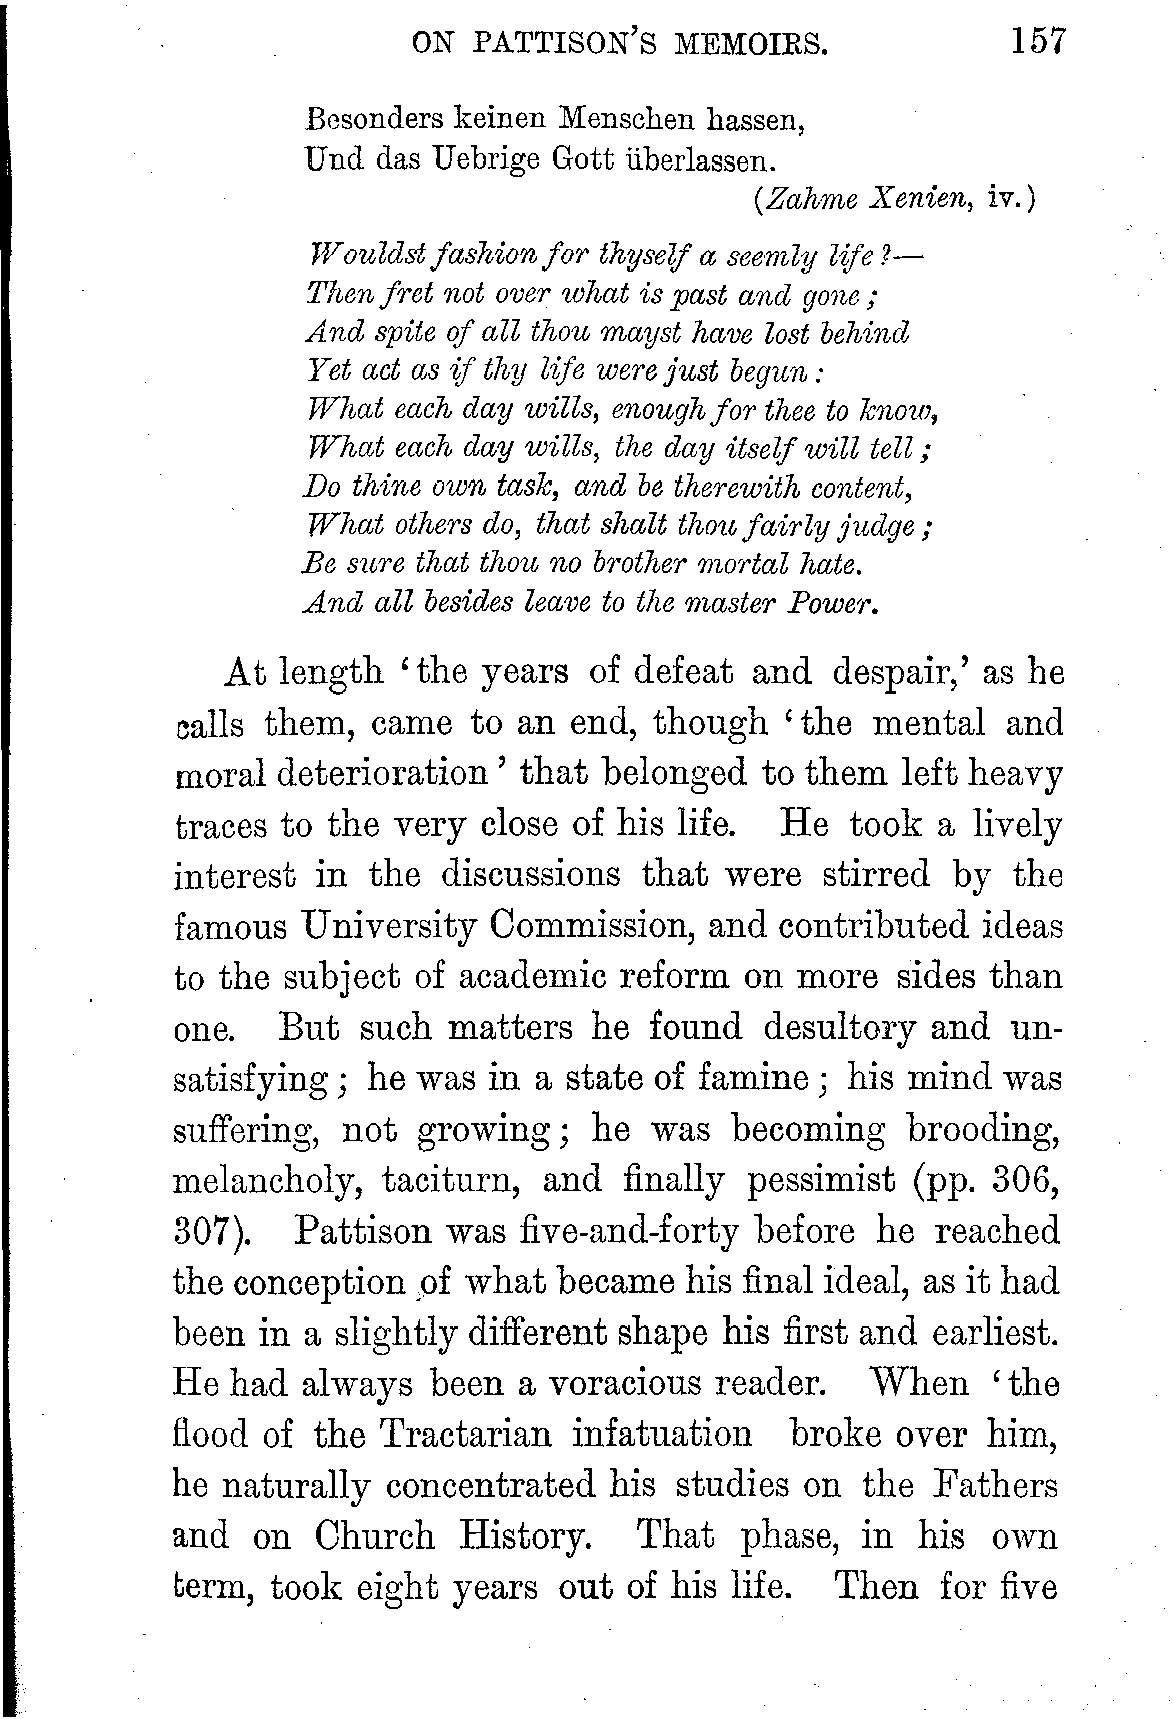 ON PATTISON'S MEMOIRS. 157
Besonders keinen Menschen hassen,
Und das Uebrige Gott überlassen.
(Zahme Xenien, iv.)
Wouldst fashion for thyself a seemly life?—
Then fret not over what is past and gone;
And spite of all thou mayst have lost behind
Yet act as if thy life were just begun:
What each day wills, enough for thee to know,
What each day wills, the day itself will tell;
Do thine own task, and be therewith content,
What others do, that shalt thou fairly judge;
Be sure that thou no brother mortal hate.
And all besides leave to the master Power.
At length 'the years of defeat and despair,' as he
calls them, came to an end, though 'the mental and
moral deterioration' that belonged to them left heavy
traces to the very close of his life. He took a lively
interest in the discussions that were stirred by the
famous University Commission, and contributed ideas
to the subject of academic reform on more sides than
one. But such matters he found desultory and un-
satisfying; he was in a state of famine; his mind was
suffering, not growing; he was becoming brooding,
melancholy, taciturn, and finally pessimist (pp. 306,
307). Pattison was five-and-forty before he reached
the conception of what became his final ideal, as it had
been in a slightly different shape his first and earliest.
He had always been a voracious reader. When 'the
flood of the Tractarian infatuation broke over him,
he naturally concentrated his studies on the Fathers
and on Church History. That phase, in his own
term, took eight years out of his life. Then for five